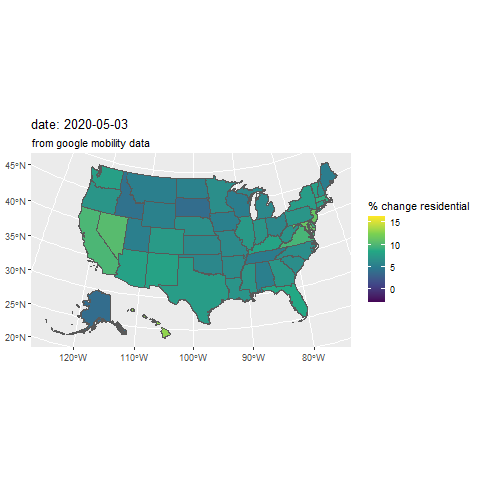 date: 2020-05-03
from google mobility data
45°N
40°N
35°N
30°N
25°N
20°N
120°W
110°W
100°W
90°W
80°W
% change residential
15
10
5
0